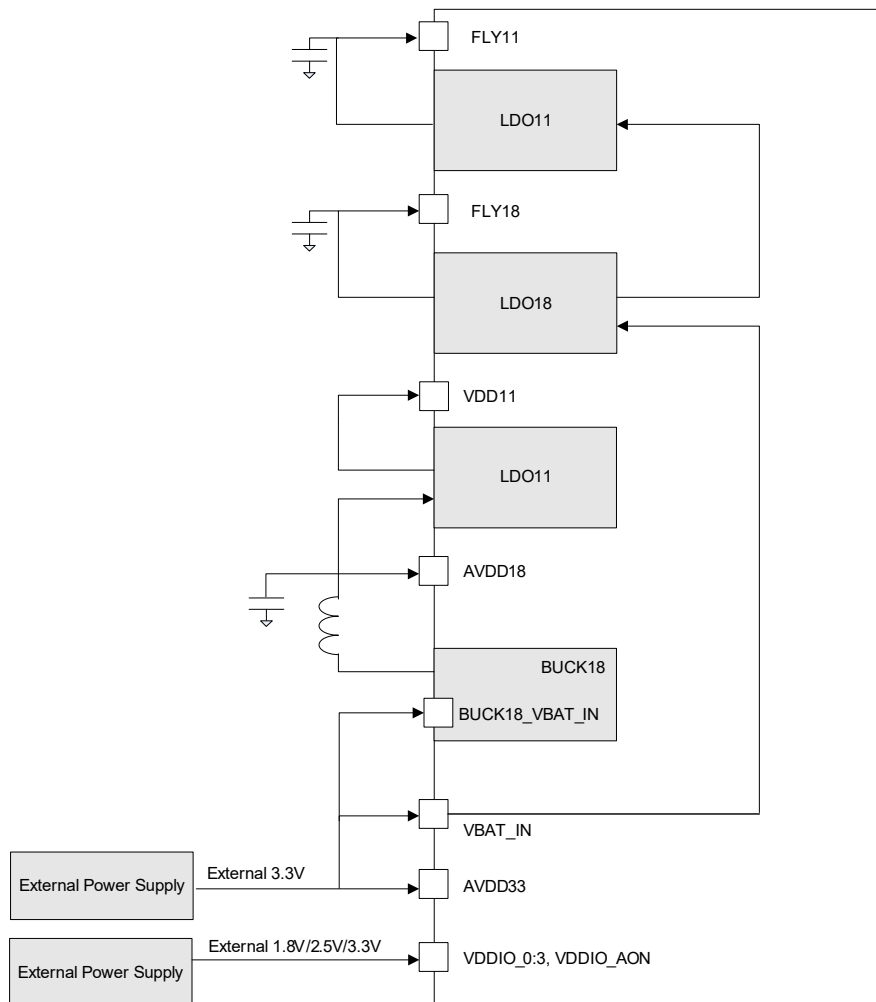 FLY11
LDO11
FLY18
LDO18
VDD11
LDO11
AVDD18
BUCK18
BUCK18_VBAT_IN
VBAT_IN
External Power Supply
External 3.3V
AVDD33
External Power Supply
External 1.8V/2.5V/3.3V
VDDIO_0:3, VDDIO_AON